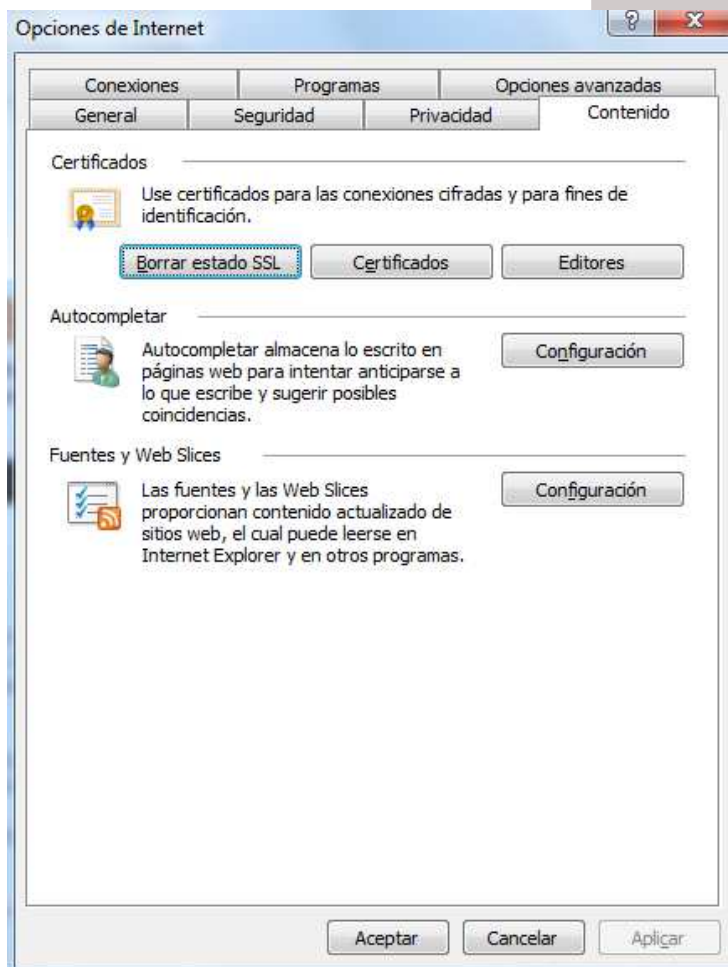 Opciones de Internet
Conexiones Programas Opciones avanzadas
General Seguridad Privacidad Contenido
Certificados
Use certificados para las conexiones cifradas y para fines de
identificación.
Borrar estado SSL Certificados Editores
Autocompletar
Autocompletar almacena lo escrito en
páginas web para intentar anticiparse a
lo que escribe y sugerir posibles
coincidencias.
Configuración
Fuentes y Web Slices
Las fuentes y las Web Slices
proporcionan contenido actualizado de
sitios web, el cual puede leerse en
Internet Explorer y en otros programas.
Configuración
Aceptar Cancelar Aplicar